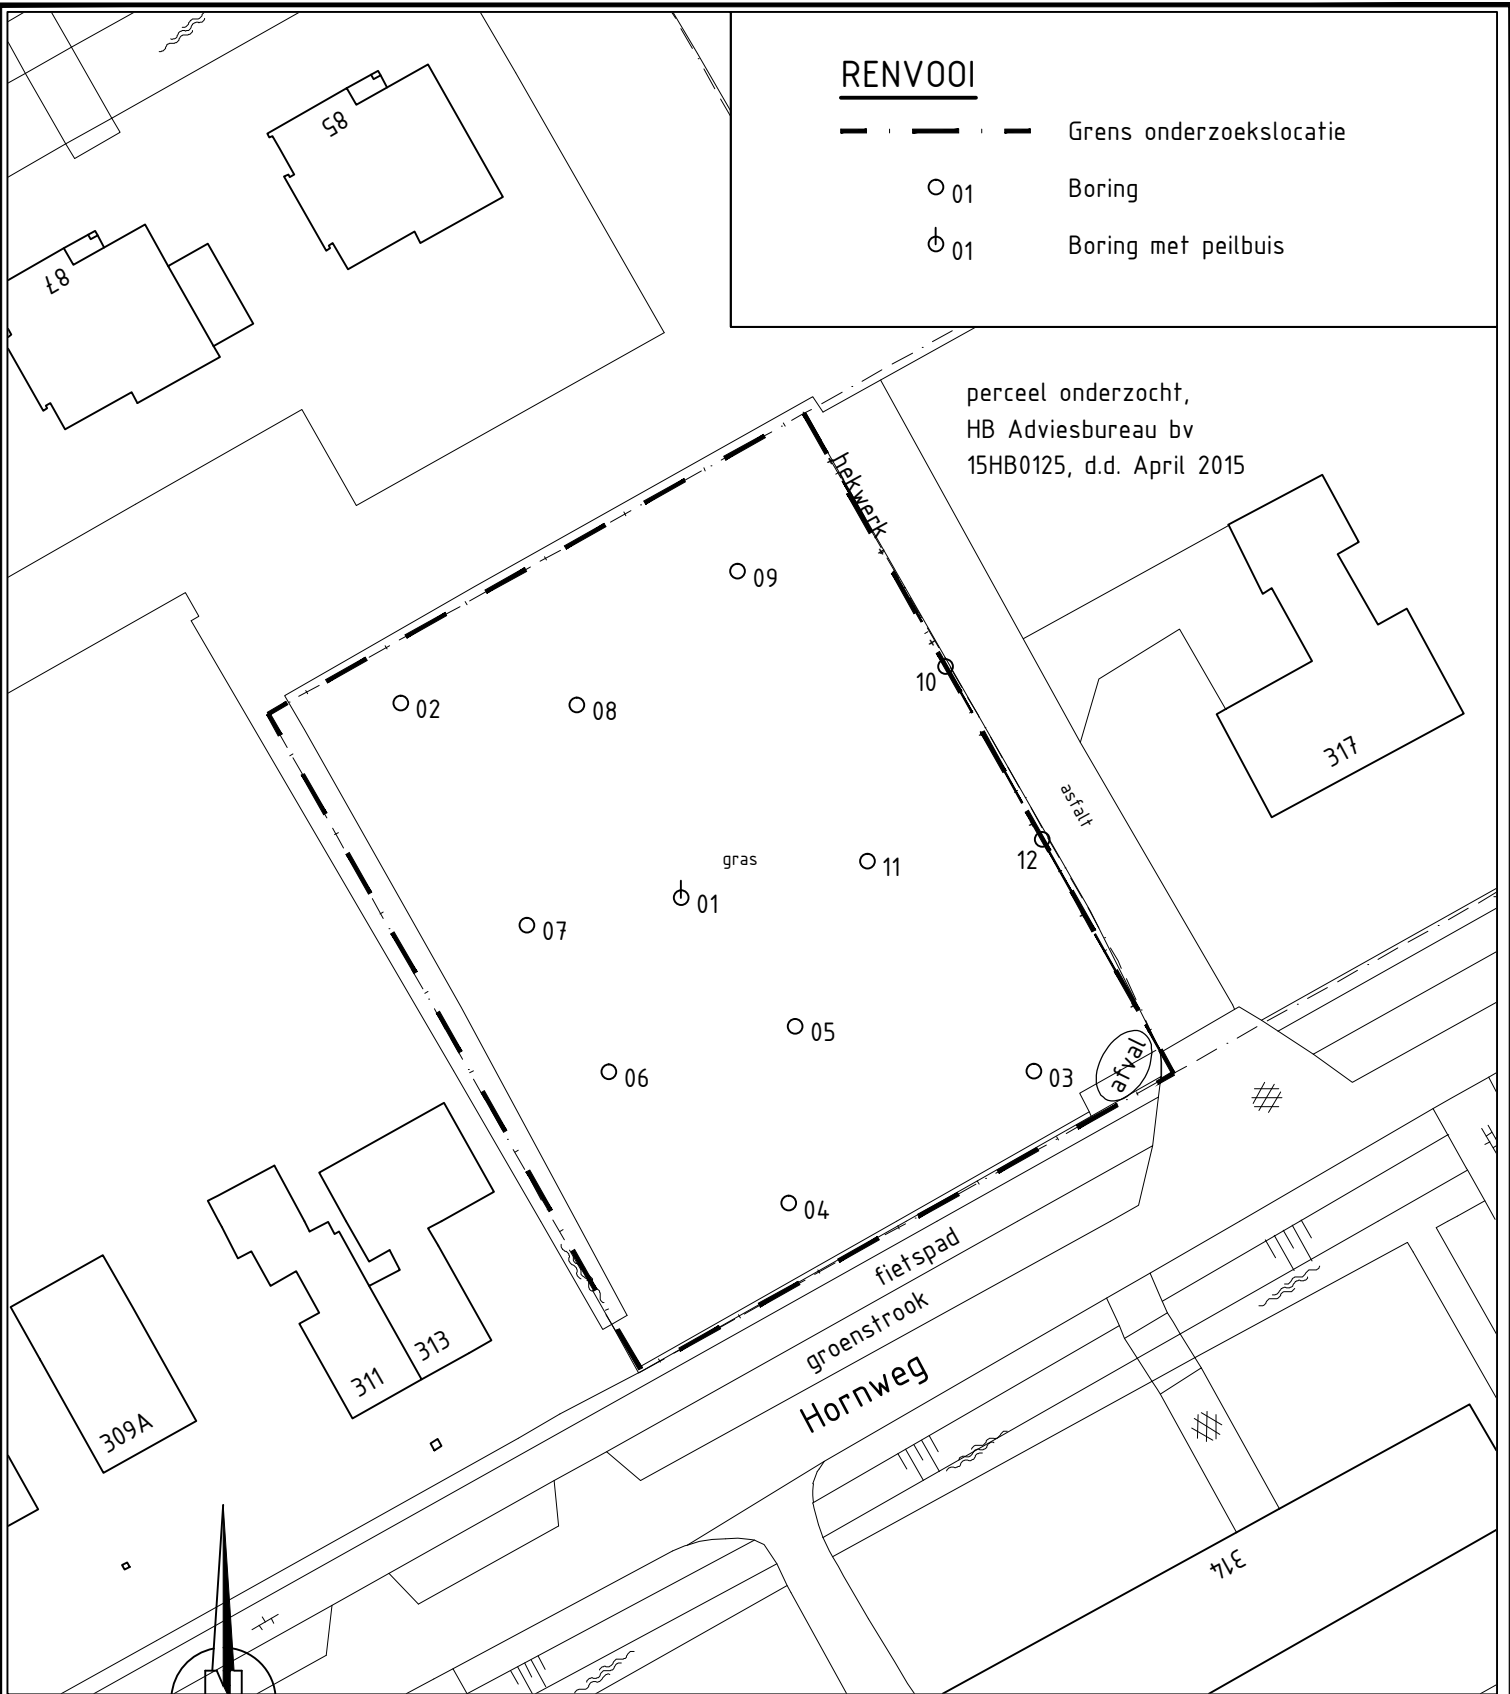 RENVOOI
Grens onderzoekslocatie
01
Boring
01
Boring met peilbuis
85
87
perceel onderzocht,
HB Adviesbureau bv
15HB0125, d.d. April 2015
hekwerk
09
10
02
08
317
asfalt
gras
12
11
01
07
05
06
03
afval
04
fietspad
groenstrook
Hornweg
313
311
309A
314